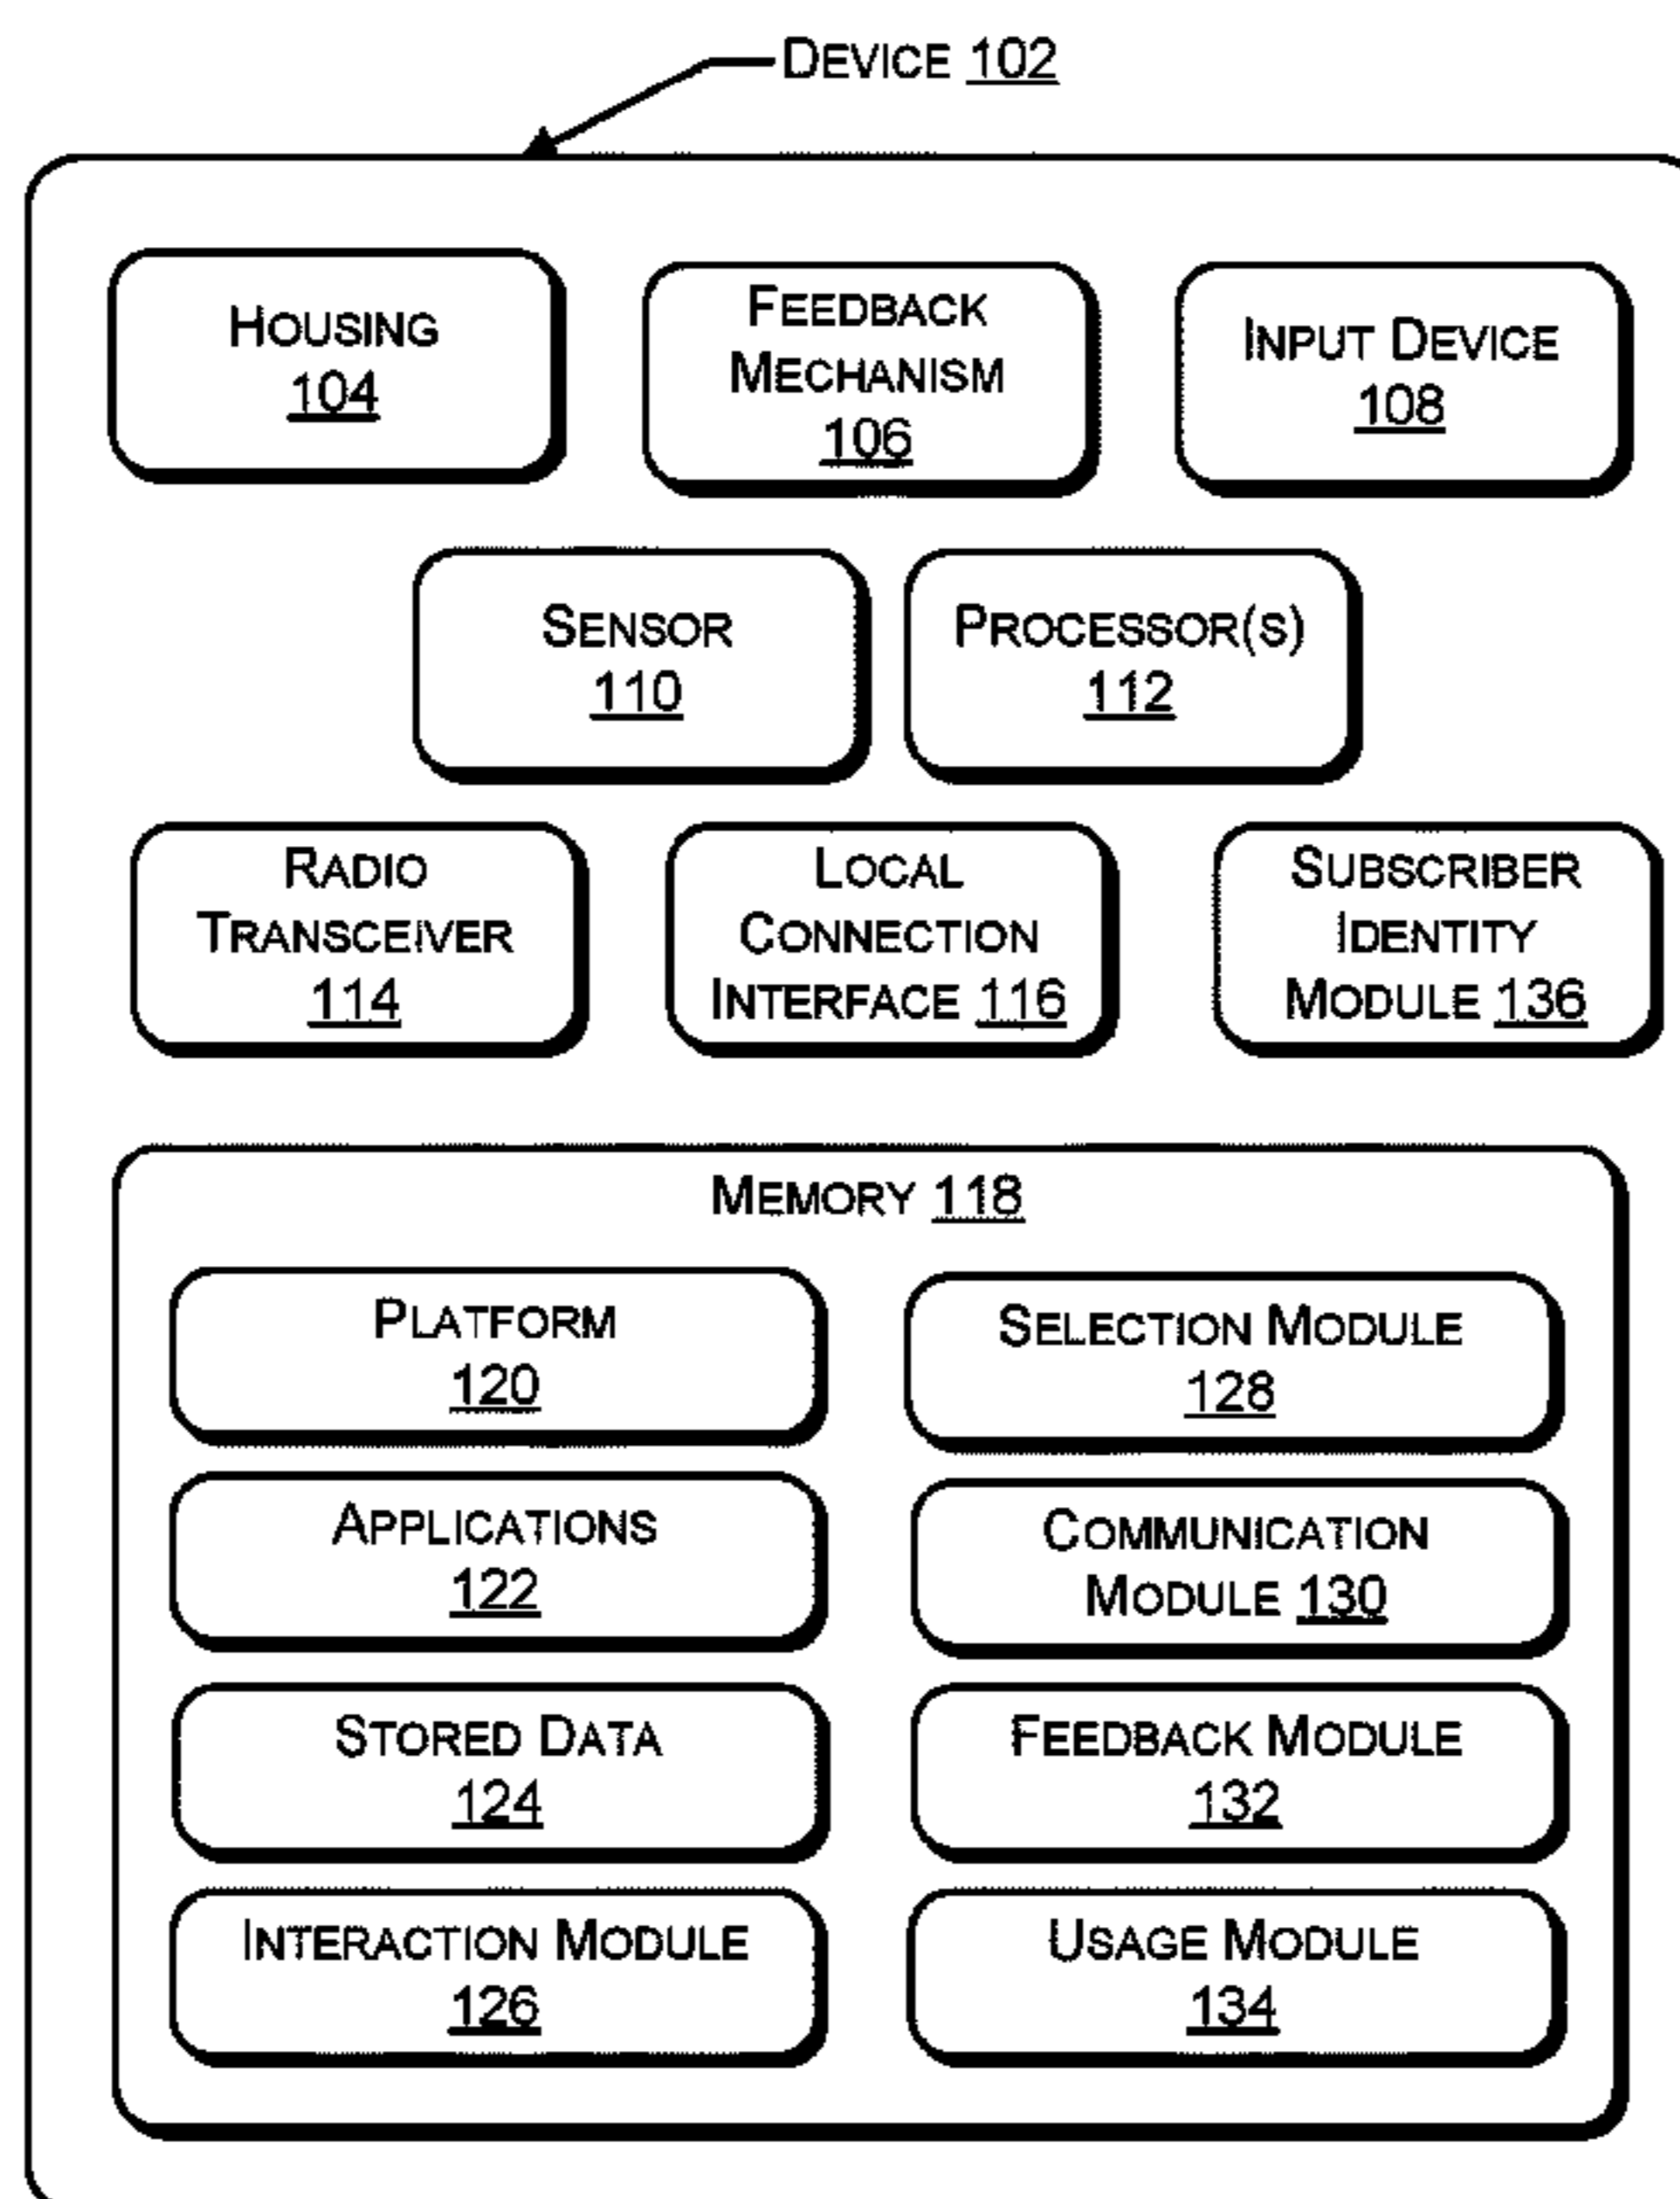 DEVICE 102
HOUSING
104
FEEDBACK
MECHANISM
106
INPUT DEVICE
108
SENSOR
110
PROCESSOR(S)
112
RADIO
TRANSCEIVER
114
LOCAL
CONNECTION
INTERFACE 116
SUBSCRIBER
IDENTITY
MODULE 136
MEMORY 118
PLATFORM
120
SELECTION MODULE
128
APPLICATIONS
122
COMMUNICATION
MODULE 130
STORED DATA
124
FEEDBACK MODULE
132
INTERACTION MODULE
126
USAGE MODULE
134